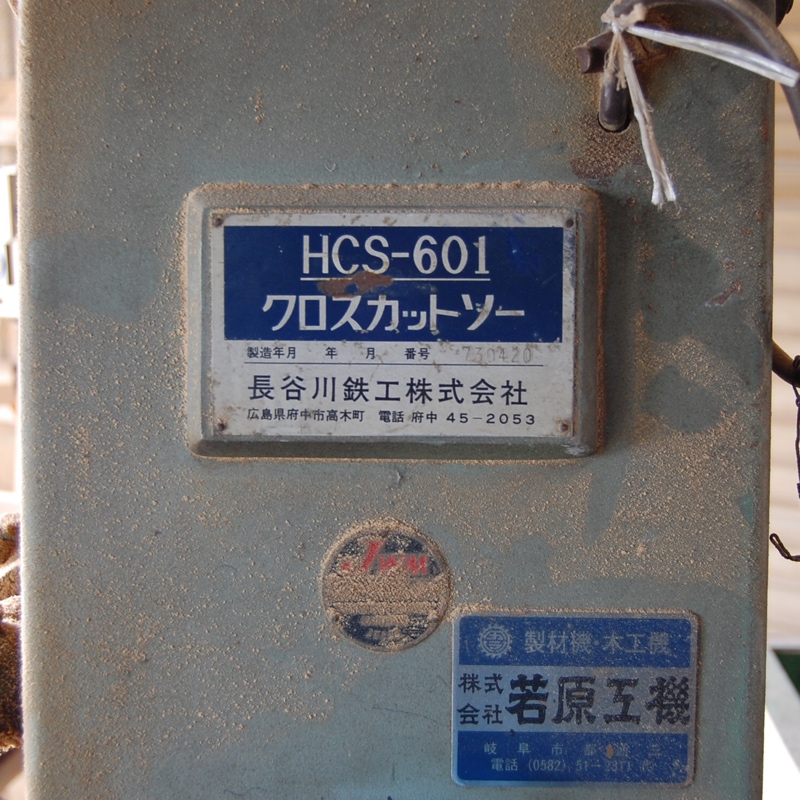 HCS-601
クロスカットソー
製造年月 年 月 番号 730420
長谷川鉄工株式会社
広島県府中市高木町 電話 府中 45-2053
製材機・木工機
株式会社 若原工機
岐阜市
電話 (0582) 51